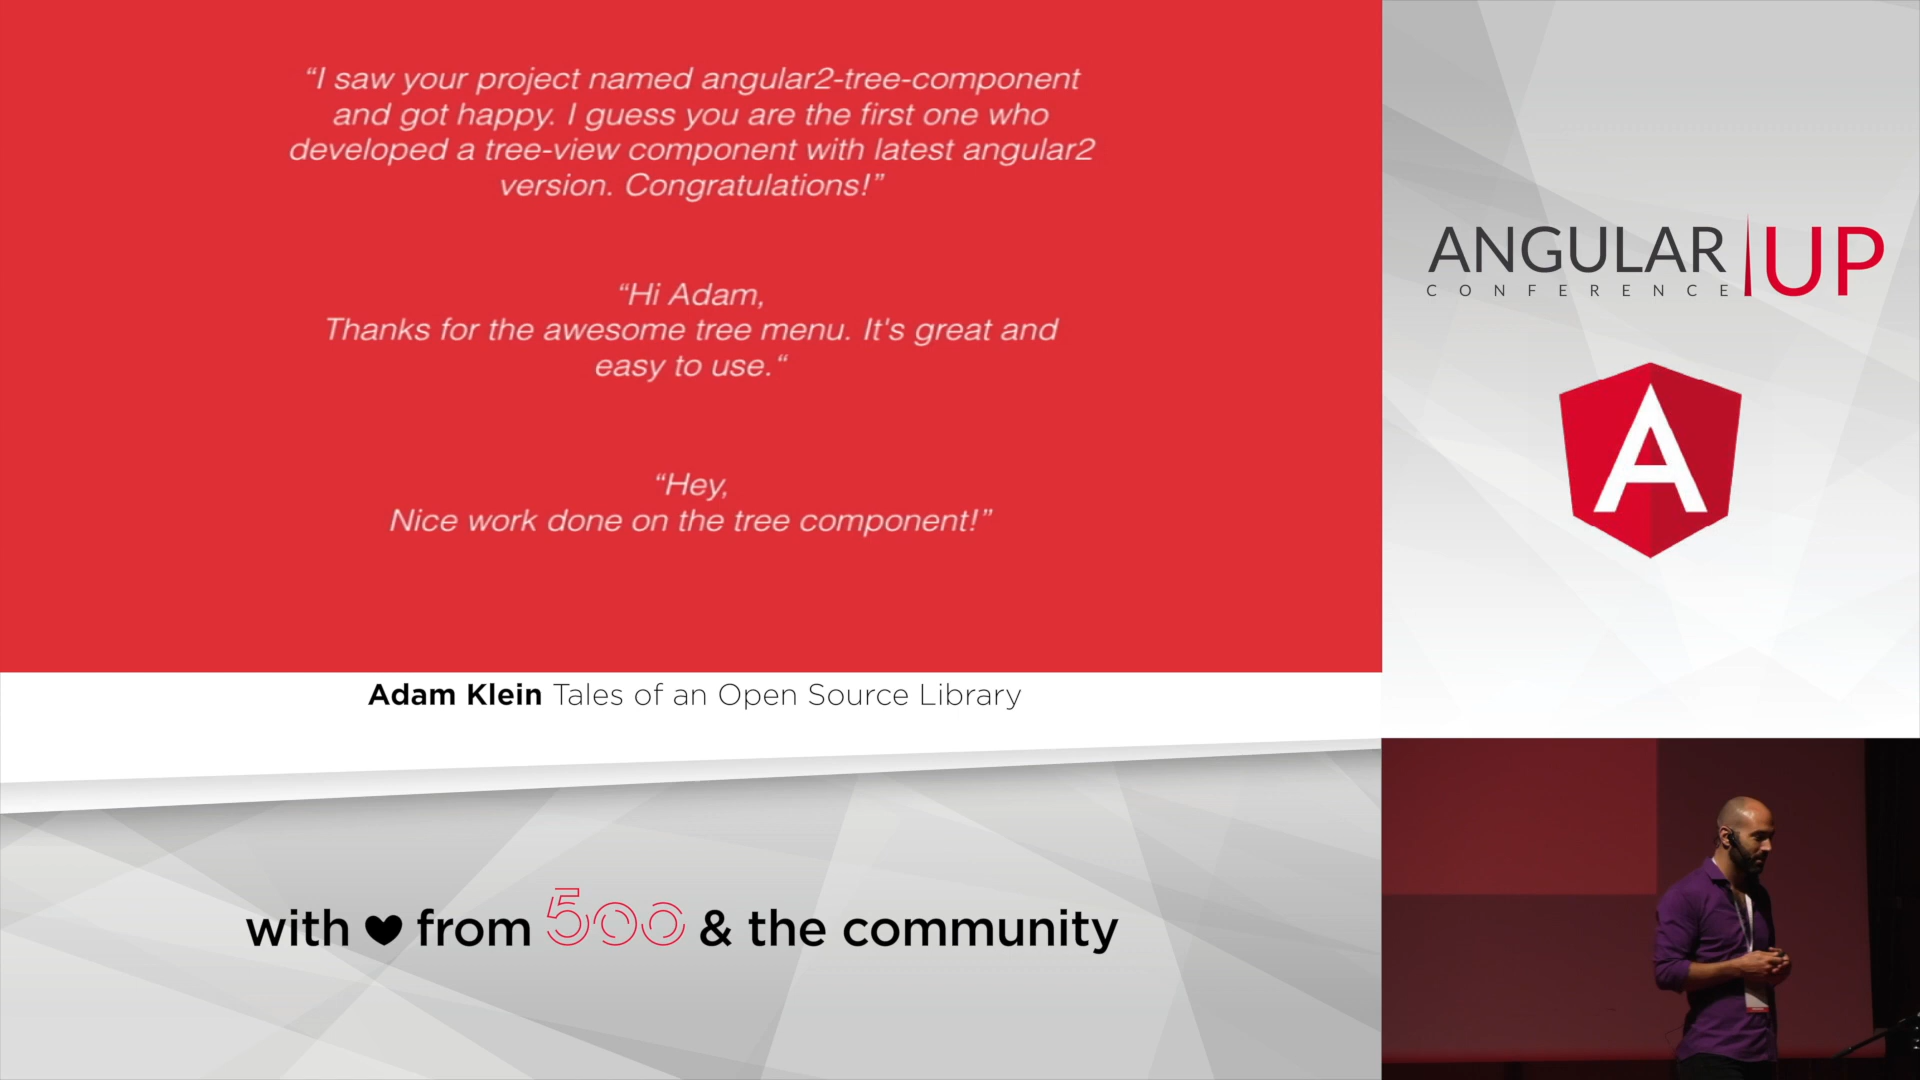 “I saw your project named angular2-tree-component
and got happy. I guess you are the first one who
developed a tree-view component with latest angular2
version. Congratulations!”
“Hi Adam,
Thanks for the awesome tree menu. It's great and
easy to use.“
“Hey,
Nice work done on the tree component!”
Adam Klein Tales of an Open Source Library
with ♥ from 500 & the community
ANGULAR UP
CONFERENCE
A